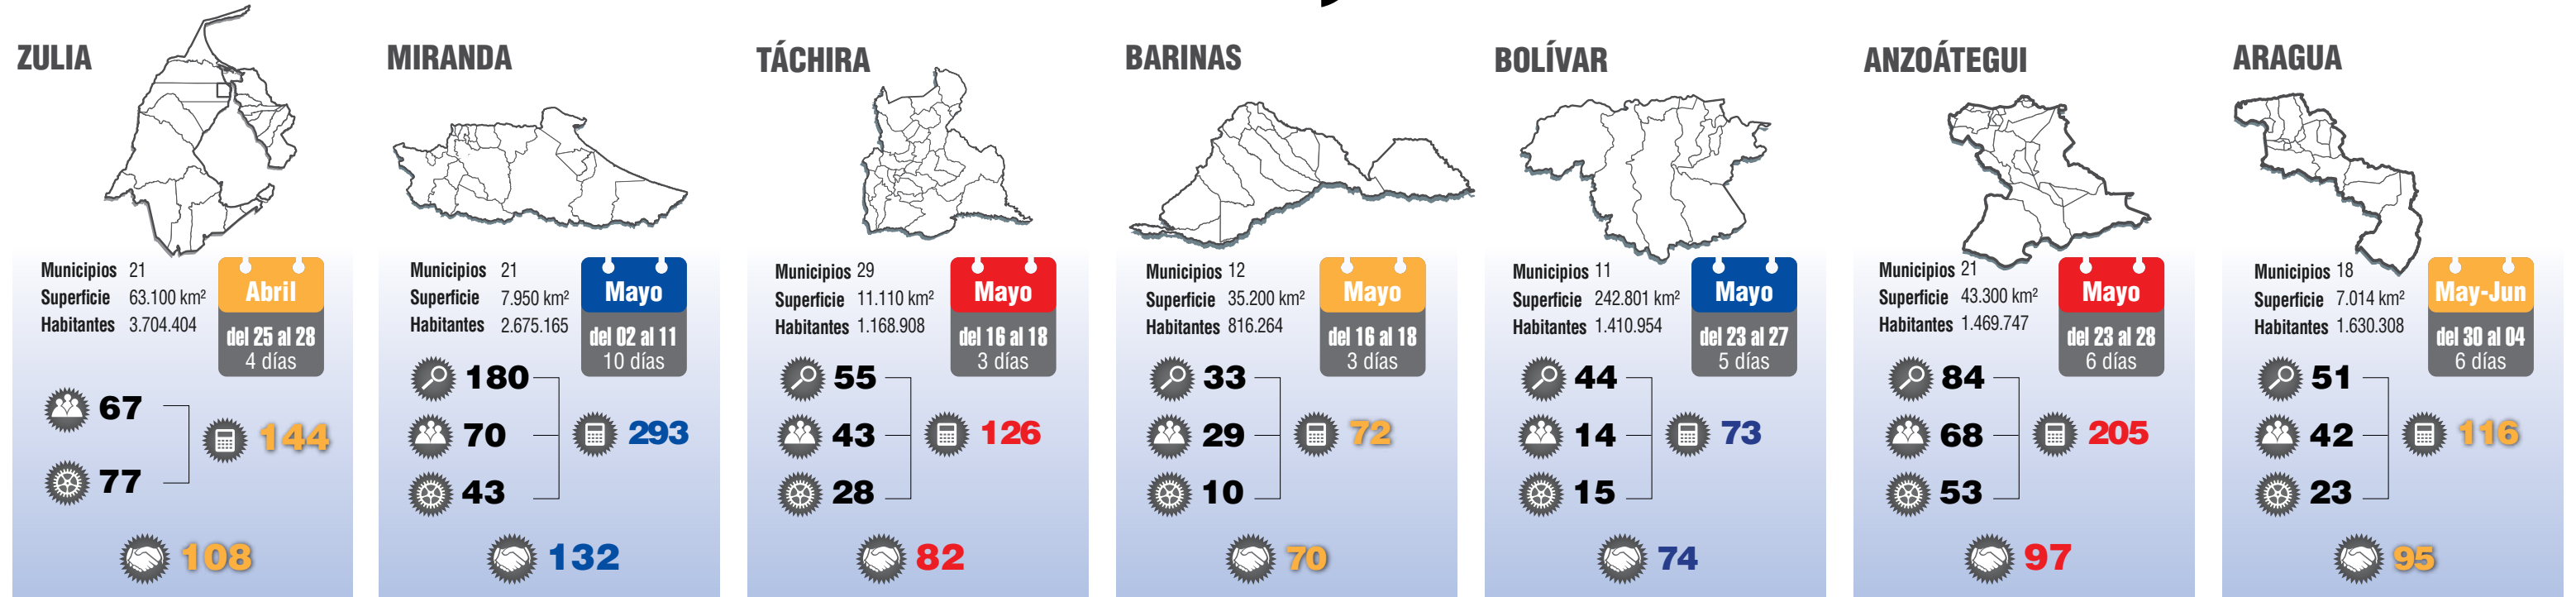 ZULIA
Municipios 21
Superficie 63.100 km²
Habitantes 3.704.404
Abril
del 25 al 28
4 días
67
77
144
108
MIRANDA
Municipios 21
Superficie 7.950 km²
Habitantes 2.675.165
Mayo
del 02 al 11
10 días
180
70
43
293
132
TÁCHIRA
Municipios 29
Superficie 11.110 km²
Habitantes 1.168.908
Mayo
del 16 al 18
3 días
55
43
28
126
82
BARINAS
Municipios 12
Superficie 35.200 km²
Habitantes 816.264
Mayo
del 16 al 18
3 días
33
29
10
72
70
BOLÍVAR
Municipios 11
Superficie 242.801 km²
Habitantes 1.410.954
Mayo
del 23 al 27
5 días
44
14
15
73
74
ANZOÁTEGUI
Municipios 21
Superficie 43.300 km²
Habitantes 1.469.747
Mayo
del 23 al 28
6 días
84
68
53
205
97
ARAGUA
Municipios 18
Superficie 7.014 km²
Habitantes 1.630.308
May-Jun
del 30 al 04
6 días
51
42
23
116
95